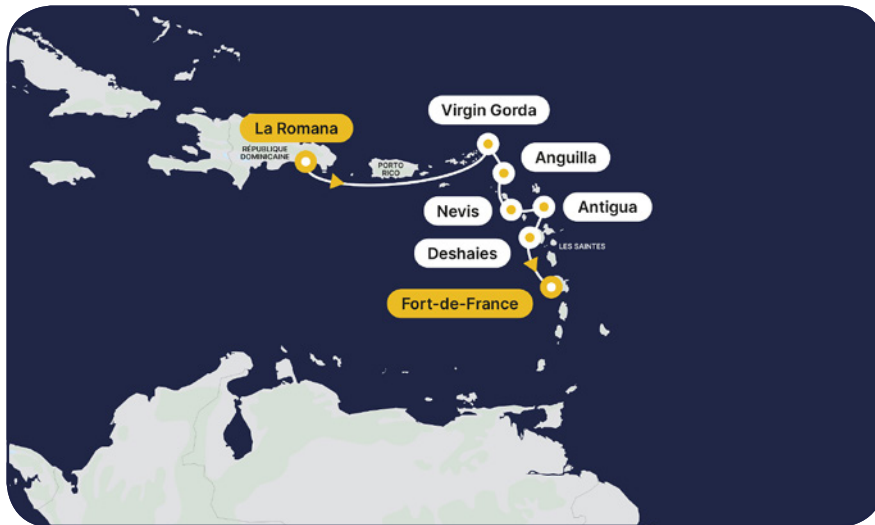 Virgin Gorda
La Romana
RÉPUBLIQUE
DOMINICAINE
PORTO
RICO
Anguilla
Nevis
Antigua
Deshaies
LES SAINTES
Fort-de-France